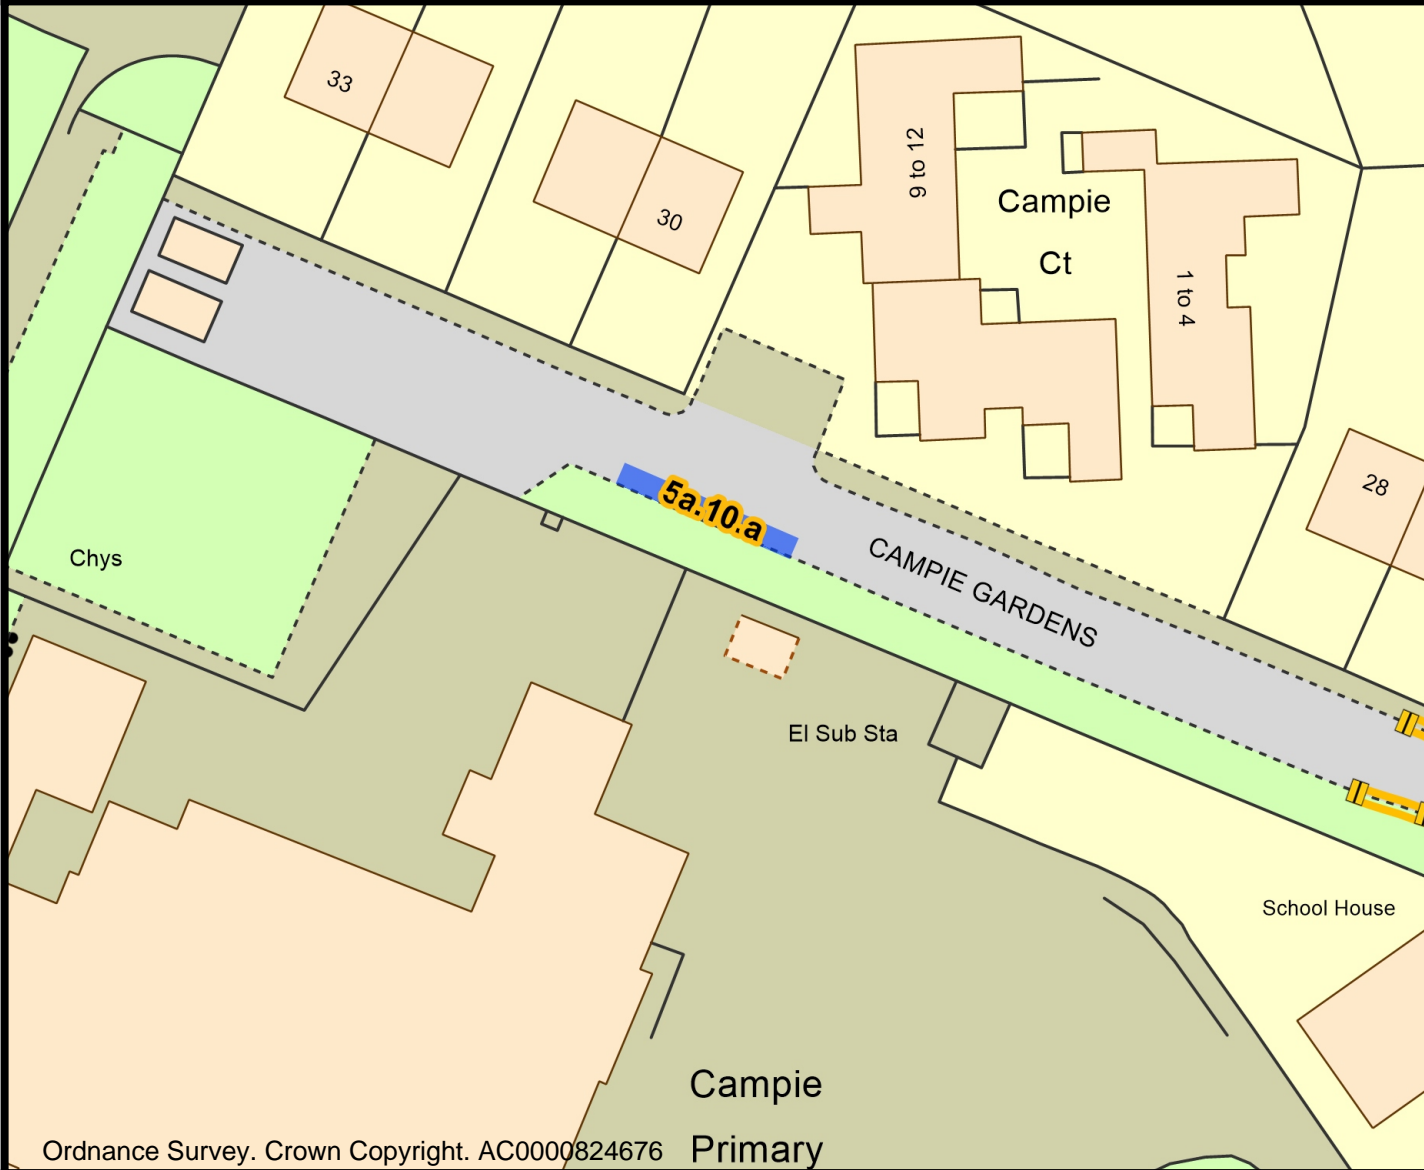 33
30
9 to 12
Campie
Ct
1 to 4
28
5a.10.a
CAMPIE GARDENS
Chys
El Sub Sta
School House
Campie
Primary
Ordnance Survey. Crown Copyright. AC0000824676